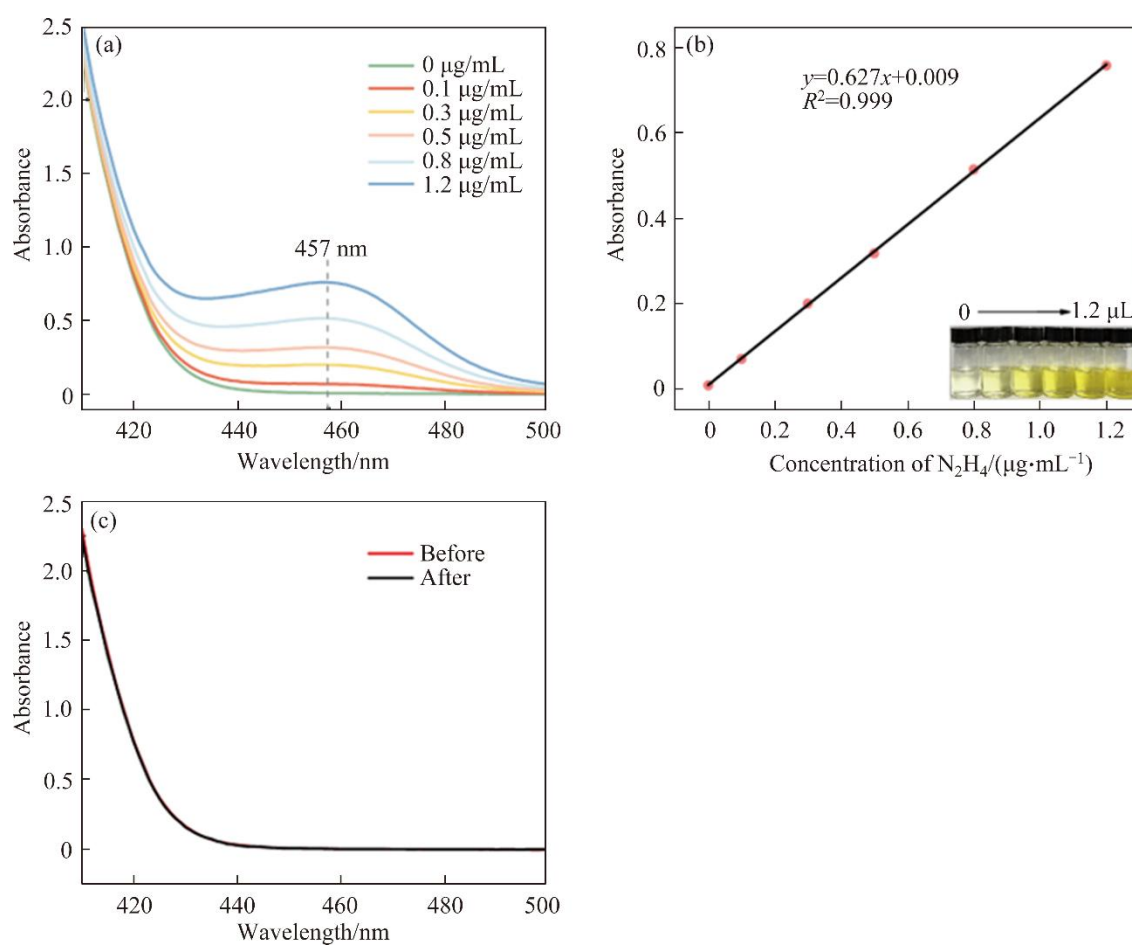 (a)
2.5
2.0
1.5
1.0
0.5
0
Absorbance
0 μg/mL
0.1 μg/mL
0.3 μg/mL
0.5 μg/mL
0.8 μg/mL
1.2 μg/mL
457 nm
420 440 460 480 500
Wavelength/nm
(b)
0.8
0.6
0.4
0.2
0
Absorbance
y=0.627x+0.009
R²=0.999
0 1.2 μL
0 0.2 0.4 0.6 0.8 1.0 1.2
Concentration of N₂H₄/(μg·mL⁻¹)
(c)
2.5
2.0
1.5
1.0
0.5
0
Absorbance
Before
After
420 440 460 480 500
Wavelength/nm